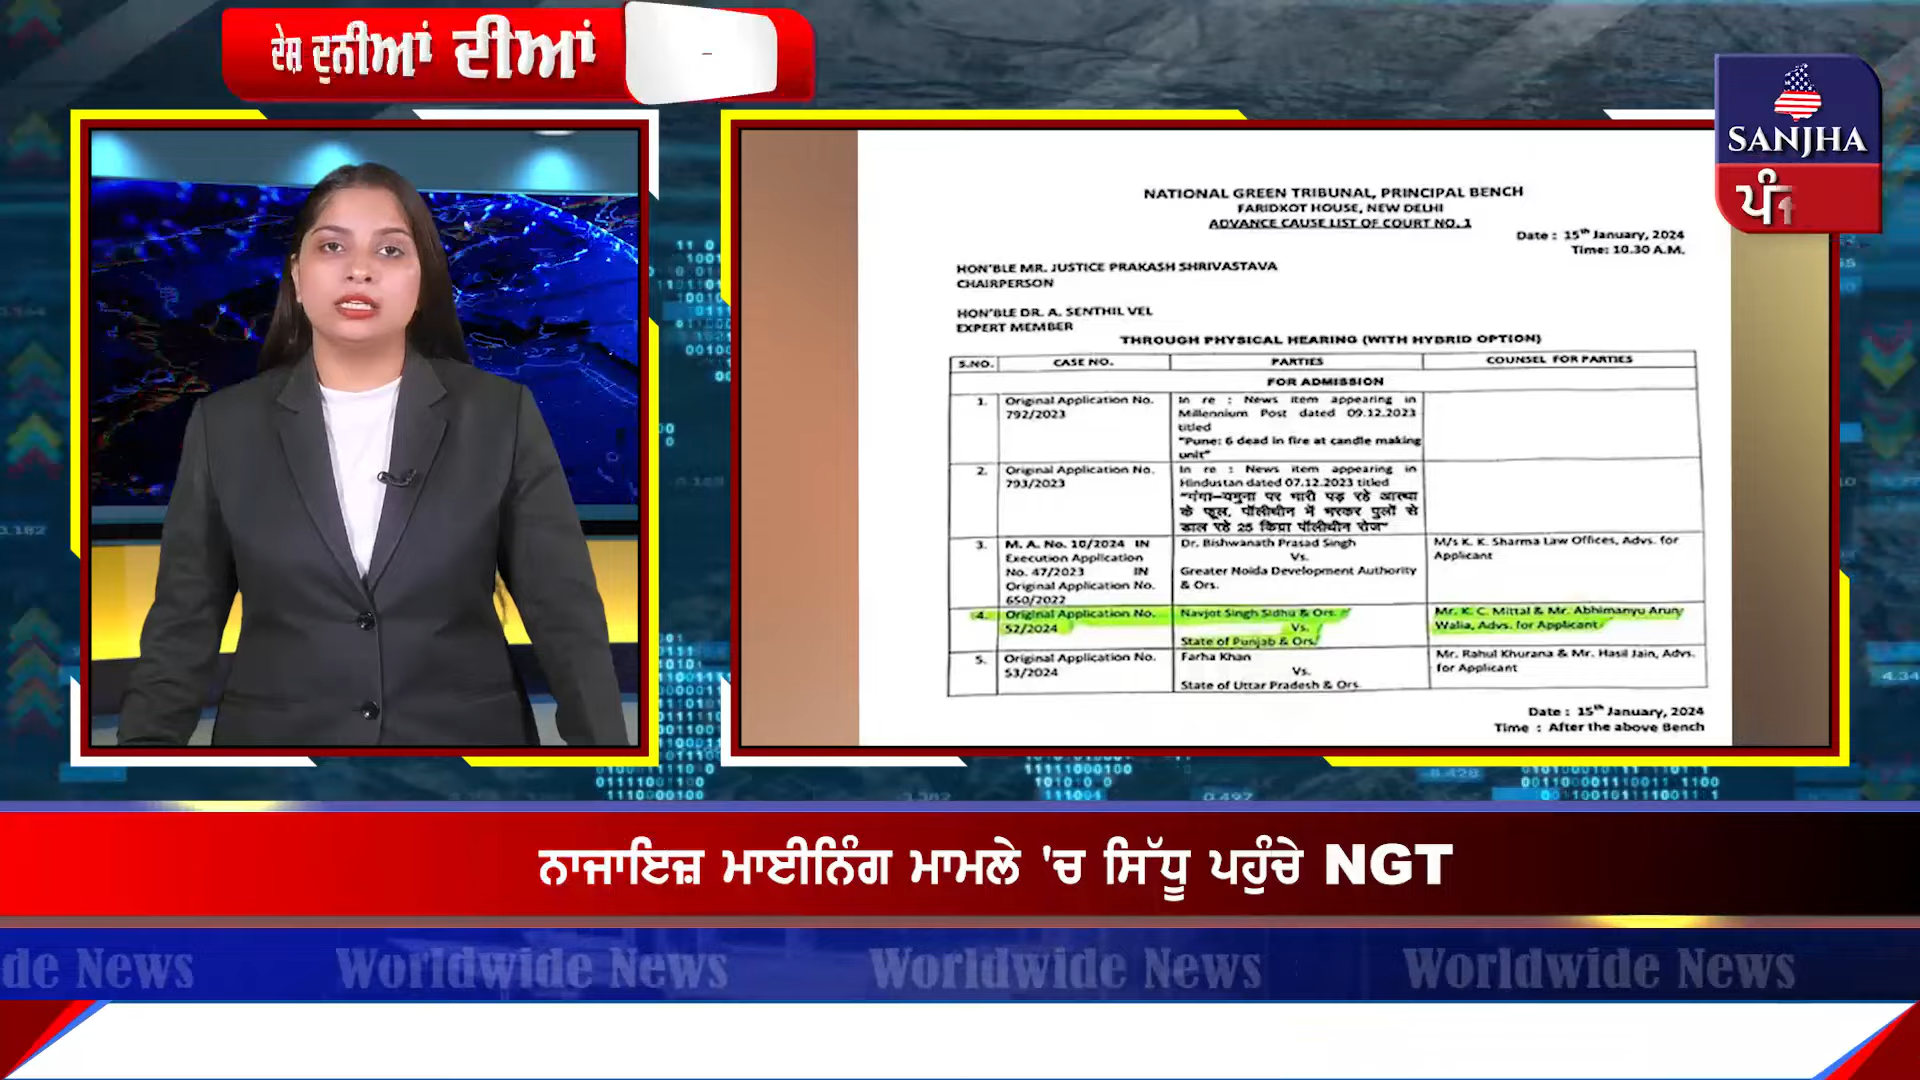 ਦੇਸ਼ ਦੁਨੀਆਂ ਦੀਆਂ
SANJHA
NATIONAL GREEN TRIBUNAL, PRINCIPAL BENCH
FARIDKOT HOUSE, NEW DELHI
ADVANCE CAUSE LIST OF COURT NO. 1
Date : 15th January, 2024
Time: 10.30 A.M.
HON'BLE MR. JUSTICE PRAKASH SHRIVASTAVA
CHAIRPERSON
HON'BLE DR. A. SENTHIL VEL
EXPERT MEMBER
THROUGH PHYSICAL HEARING (WITH HYBRID OPTION)
S.NO. CASE NO. PARTIES COUNSEL FOR PARTIES
FOR ADMISSION
1. Original Application No. In re : News item appearing in
792/2023 Millennium Post dated 09.12.2023
titled
"Pune: 6 dead in fire at candle making
unit"
2. Original Application No. In re : News item appearing in
793/2023 Hindustan dated 07.12.2023 titled
"गंगा-यमुना पर भारी पड़ रहे आस्था
के फूल, पॉलीथीन में भरकर पुलों से
डाल रहे 25 किग्रा पॉलीथीन रोज"
3. M. A. No. 10/2024 IN Dr. Bishwanath Prasad Singh M/s K. K. Sharma Law Offices, Advs. for
Execution Application Vs. Applicant
No. 47/2023 IN Greater Noida Development Authority
Original Application No. & Ors.
650/2022
4. Original Application No. Navjot Singh Sidhu & Ors. Mr. K. C. Mittal & Mr. Abhimanyu Arun
52/2024 Vs. Walia, Advs. for Applicant
State of Punjab & Ors.
5. Original Application No. Farha Khan Mr. Rahul Khurana & Mr. Hasil Jain, Advs.
53/2024 Vs. for Applicant
State of Uttar Pradesh & Ors.
Date : 15th January, 2024
Time : After the above Bench
ਨਾਜਾਇਜ਼ ਮਾਈਨਿੰਗ ਮਾਮਲੇ 'ਚ ਸਿੱਧੂ ਪਹੁੰਚੇ NGT
de News Worldwide News Worldwide News Worldwide News